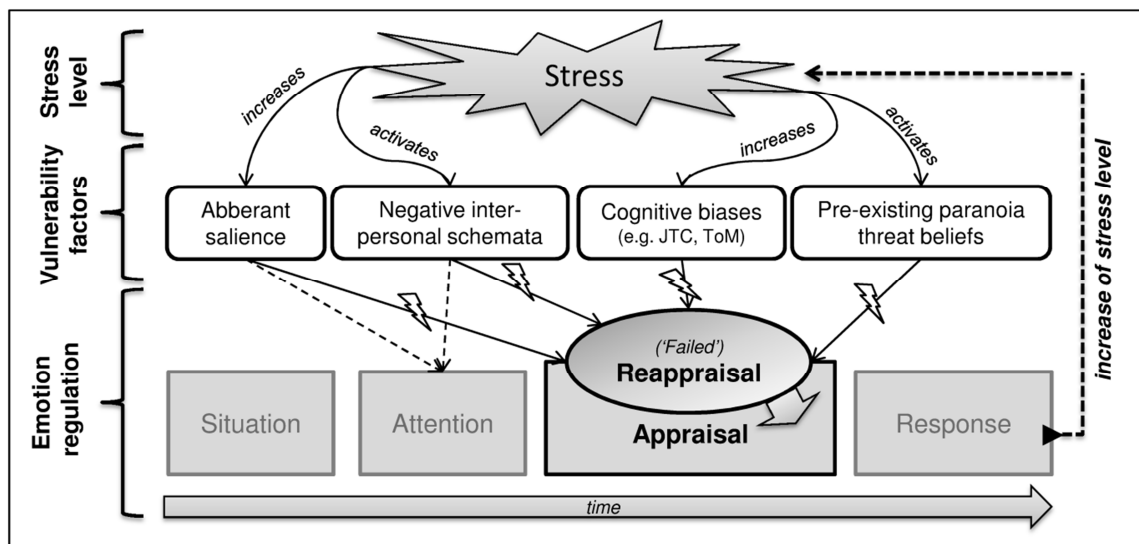 Stress level
Stress
increases
activates
increases
activates
Vulnerability factors
Abberant
salience
Negative inter-
personal schemata
Cognitive biases
(e.g. JTC, ToM)
Pre-existing paranoia
threat beliefs
increase of stress level
Emotion regulation
('Failed')
Reappraisal
Situation
Attention
Appraisal
Response
time